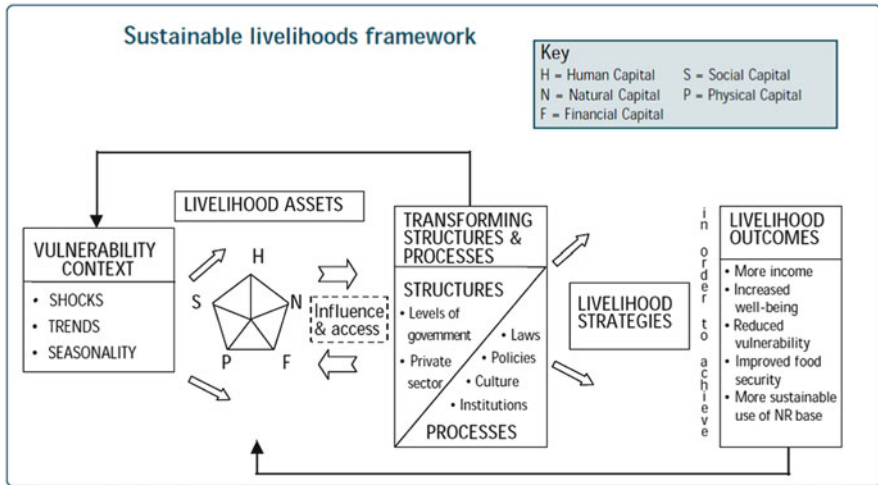 Sustainable livelihoods framework
Key
H = Human Capital S = Social Capital
N = Natural Capital P = Physical Capital
F = Financial Capital
LIVELIHOOD ASSETS
VULNERABILITY
CONTEXT
• SHOCKS
• TRENDS
• SEASONALITY
H
S
N
P
F
Influence
& access
TRANSFORMING
STRUCTURES &
PROCESSES
STRUCTURES
• Levels of
government
• Private
sector
• Laws
• Policies
• Culture
• Institutions
PROCESSES
LIVELIHOOD
STRATEGIES
in order to achieve
LIVELIHOOD
OUTCOMES
• More income
• Increased
well-being
• Reduced
vulnerability
• Improved food
security
• More sustainable
use of NR base